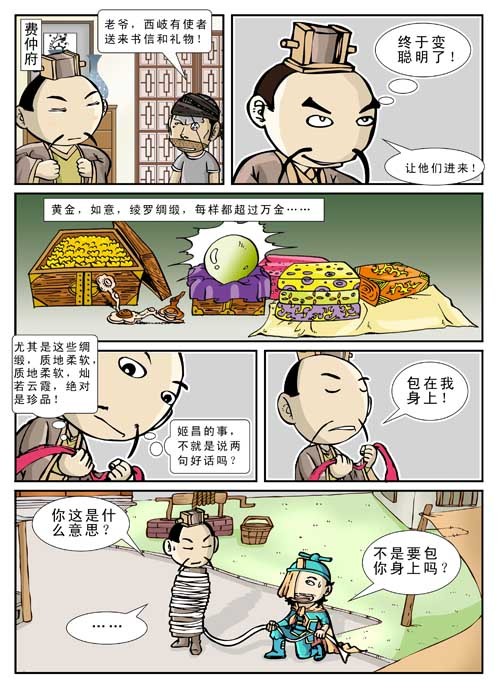 费仲府
老爷，西岐有使者
送来书信和礼物！
终于变
聪明了！
让他们进来！
黄金，如意，绫罗绸缎，每样都超过万金……
尤其是这些绸
缎，质地柔软，
质地柔软，灿
若云霞，绝对
是珍品！
姬昌的事，
不就是说两
句好话吗？
包在我
身上！
你这是什
么意思？
不是要包
你身上吗？
……